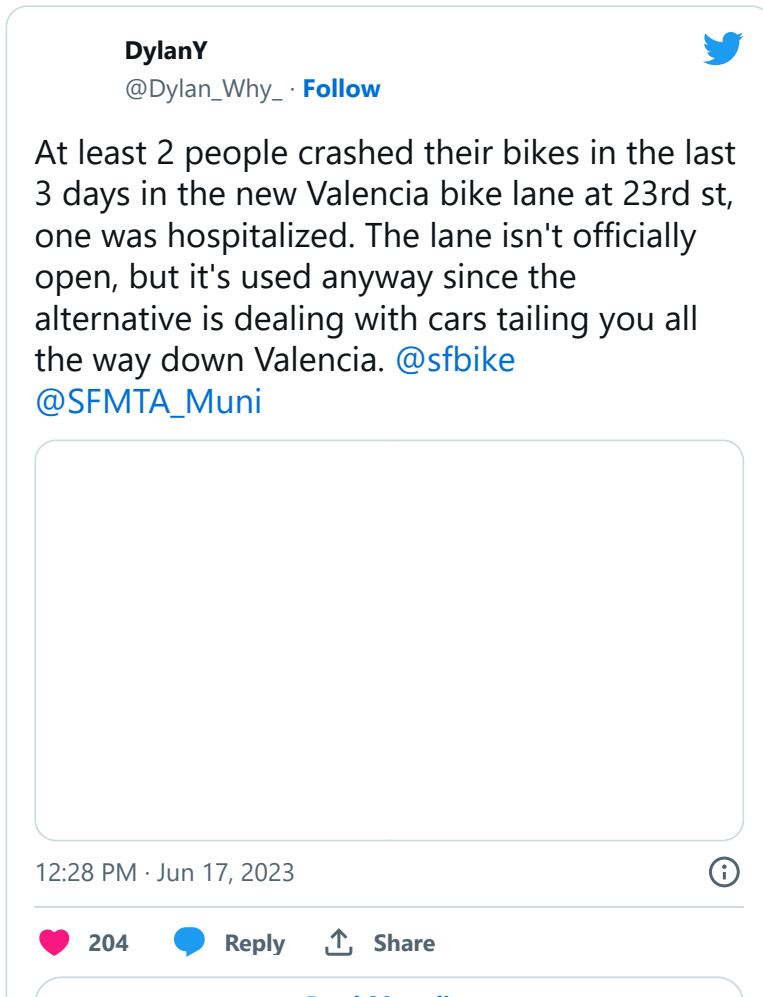 DylanY
@Dylan_Why_ · Follow
At least 2 people crashed their bikes in the last
3 days in the new Valencia bike lane at 23rd st,
one was hospitalized. The lane isn't officially
open, but it's used anyway since the
alternative is dealing with cars tailing you all
the way down Valencia. @sfbike
@SFMTA_Muni
12:28 PM · Jun 17, 2023
204 Reply Share